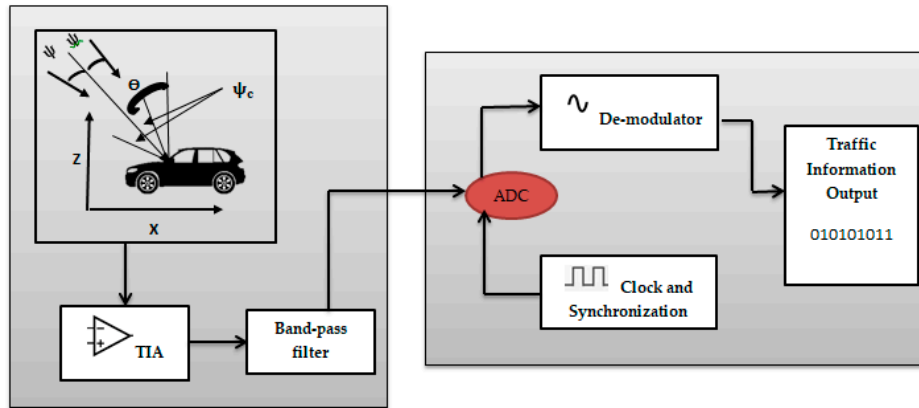 ψ ψ
Θ
ψc
Z
X
TIA
Band-pass
filter
ADC
De-modulator
Clock and
Synchronization
Traffic
Information
Output
010101011